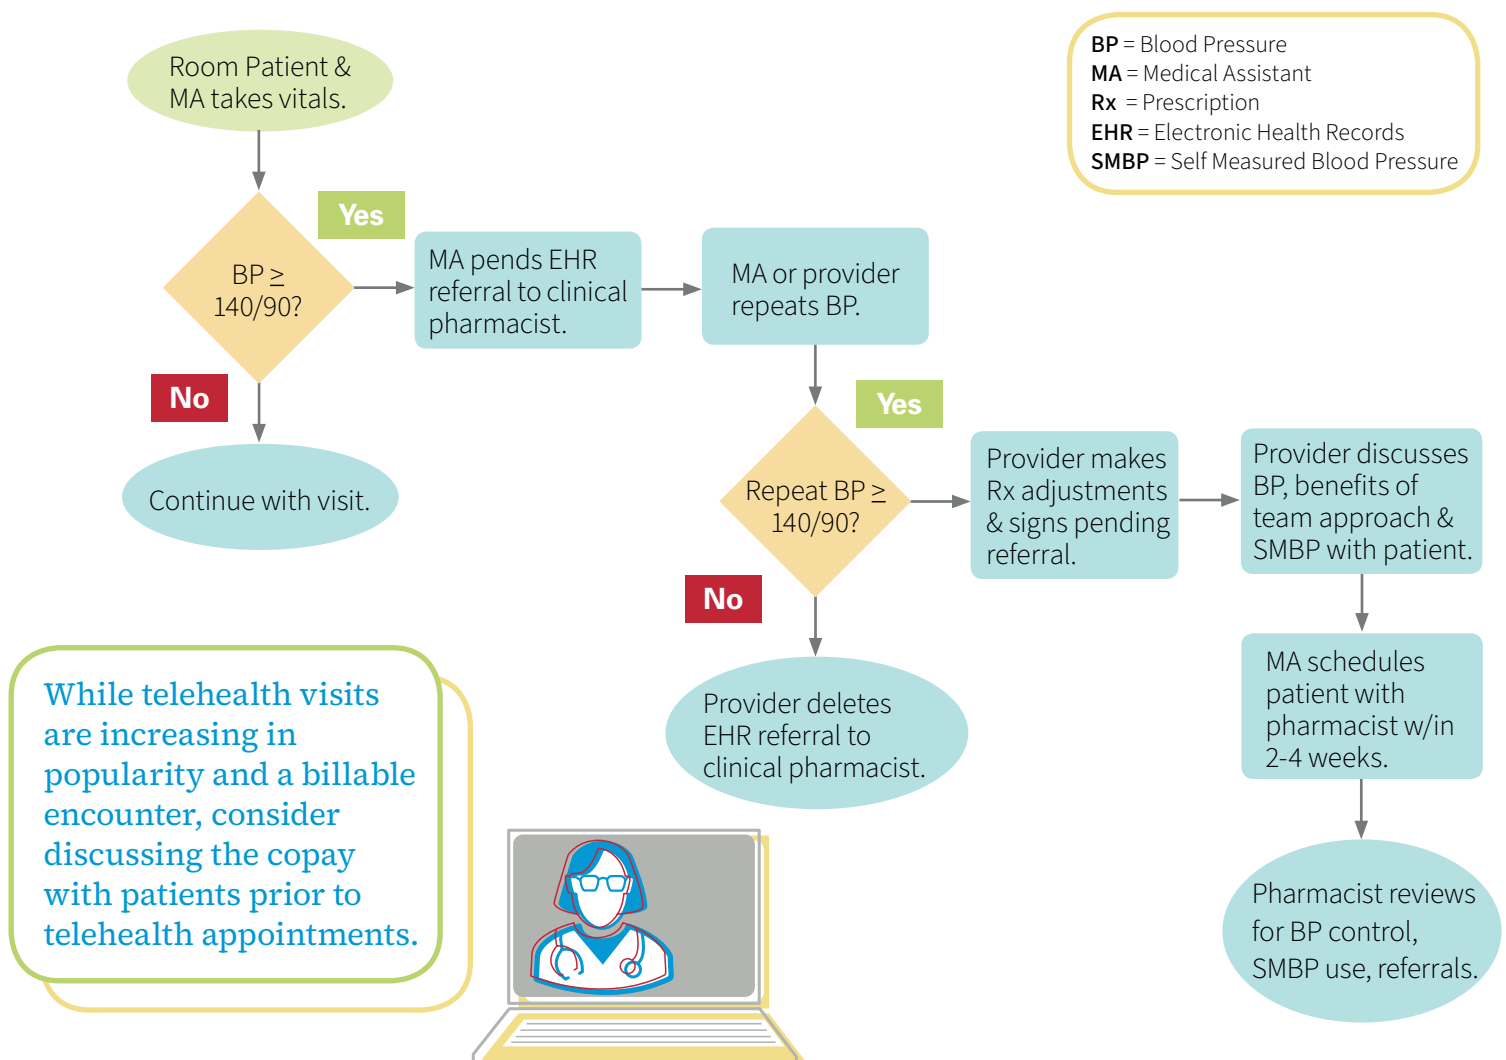 Room Patient &
MA takes vitals.
BP = Blood Pressure
MA = Medical Assistant
Rx = Prescription
EHR = Electronic Health Records
SMBP = Self Measured Blood Pressure
Yes
BP ≥
140/90?
MA pends EHR
referral to clinical
pharmacist.
MA or provider
repeats BP.
No
Continue with visit.
Yes
Repeat BP ≥
140/90?
Provider makes
Rx adjustments
& signs pending
referral.
Provider discusses
BP, benefits of
team approach &
SMBP with patient.
No
Provider deletes
EHR referral to
clinical pharmacist.
MA schedules
patient with
pharmacist w/in
2-4 weeks.
Pharmacist reviews
for BP control,
SMBP use, referrals.
While telehealth visits
are increasing in
popularity and a billable
encounter, consider
discussing the copay
with patients prior to
telehealth appointments.